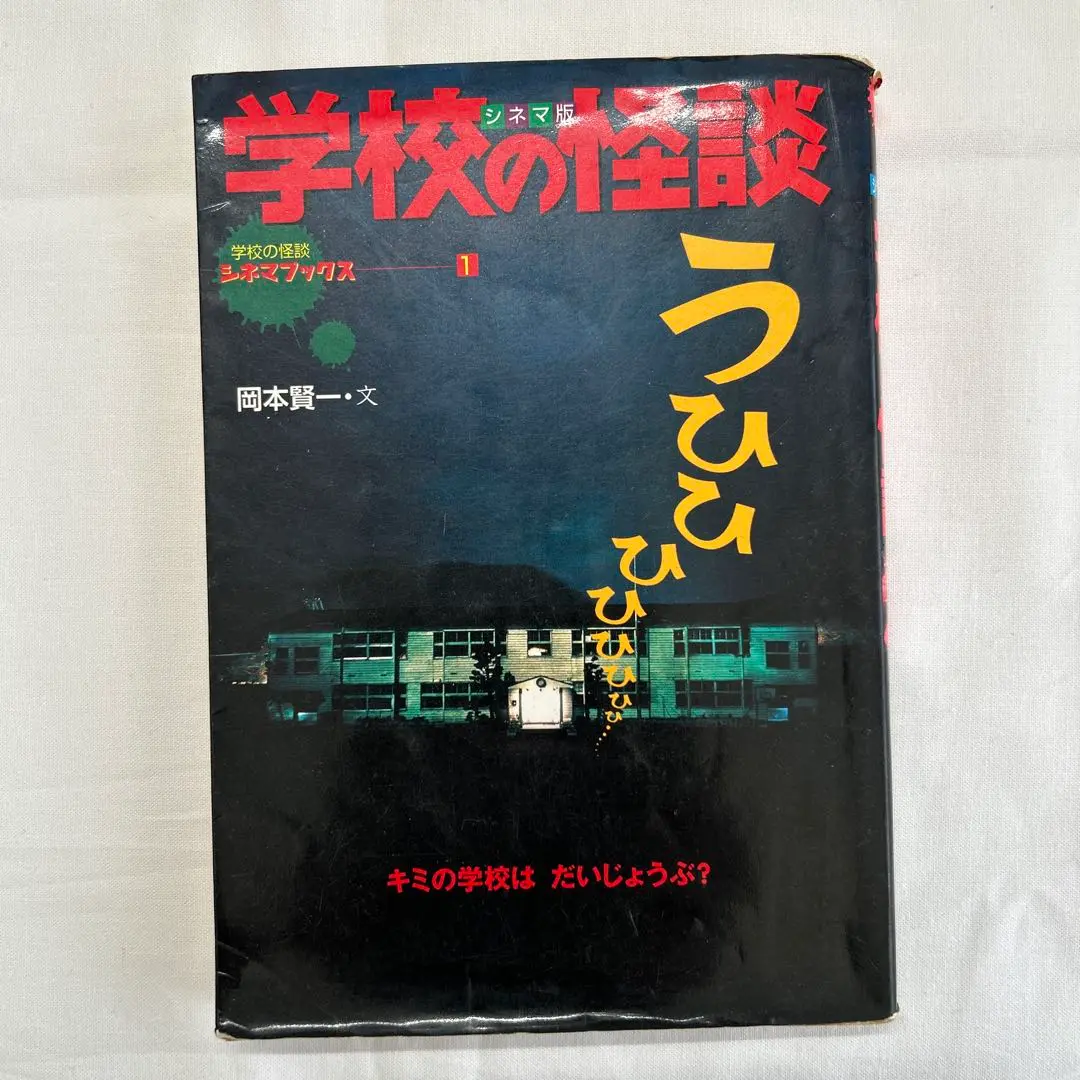 シネマ版
学校の怪談
学校の怪談
シネマブックス
1
岡本賢一・文
うひひひひひひひひ……
キミの学校は だいじょうぶ?